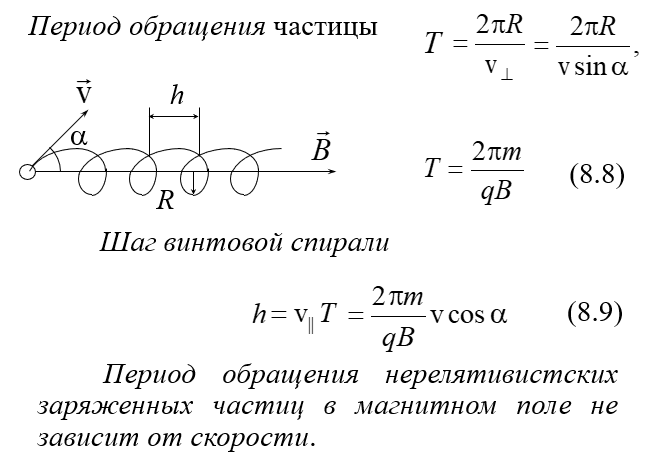 Период обращения частицы
T = 2πR / v⊥ = 2πR / v sin α,
v⃗
h
α
B⃗
R
T = 2πm / qB (8.8)
Шаг винтовой спирали
h = v∥ T = 2πm / qB v cos α (8.9)
Период обращения нерелятивистских
заряженных частиц в магнитном поле не
зависит от скорости.